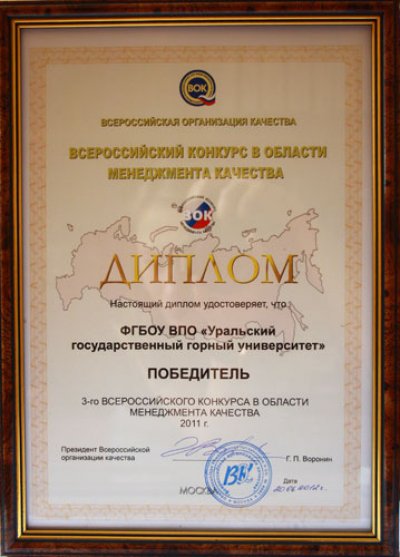 ВОК
ВСЕРОССИЙСКАЯ ОРГАНИЗАЦИЯ КАЧЕСТВА
ВСЕРОССИЙСКИЙ КОНКУРС В ОБЛАСТИ
МЕНЕДЖМЕНТА КАЧЕСТВА
ВОК
ДИПЛОМ
Настоящий диплом удостоверяет, что
ФГБОУ ВПО «Уральский
государственный горный университет»
ПОБЕДИТЕЛЬ
3-го ВСЕРОССИЙСКОГО КОНКУРСА В ОБЛАСТИ
МЕНЕДЖМЕНТА КАЧЕСТВА
2011 г.
Президент Всероссийской
организации качества
Г. П. Воронин
МОСКВА
Дата